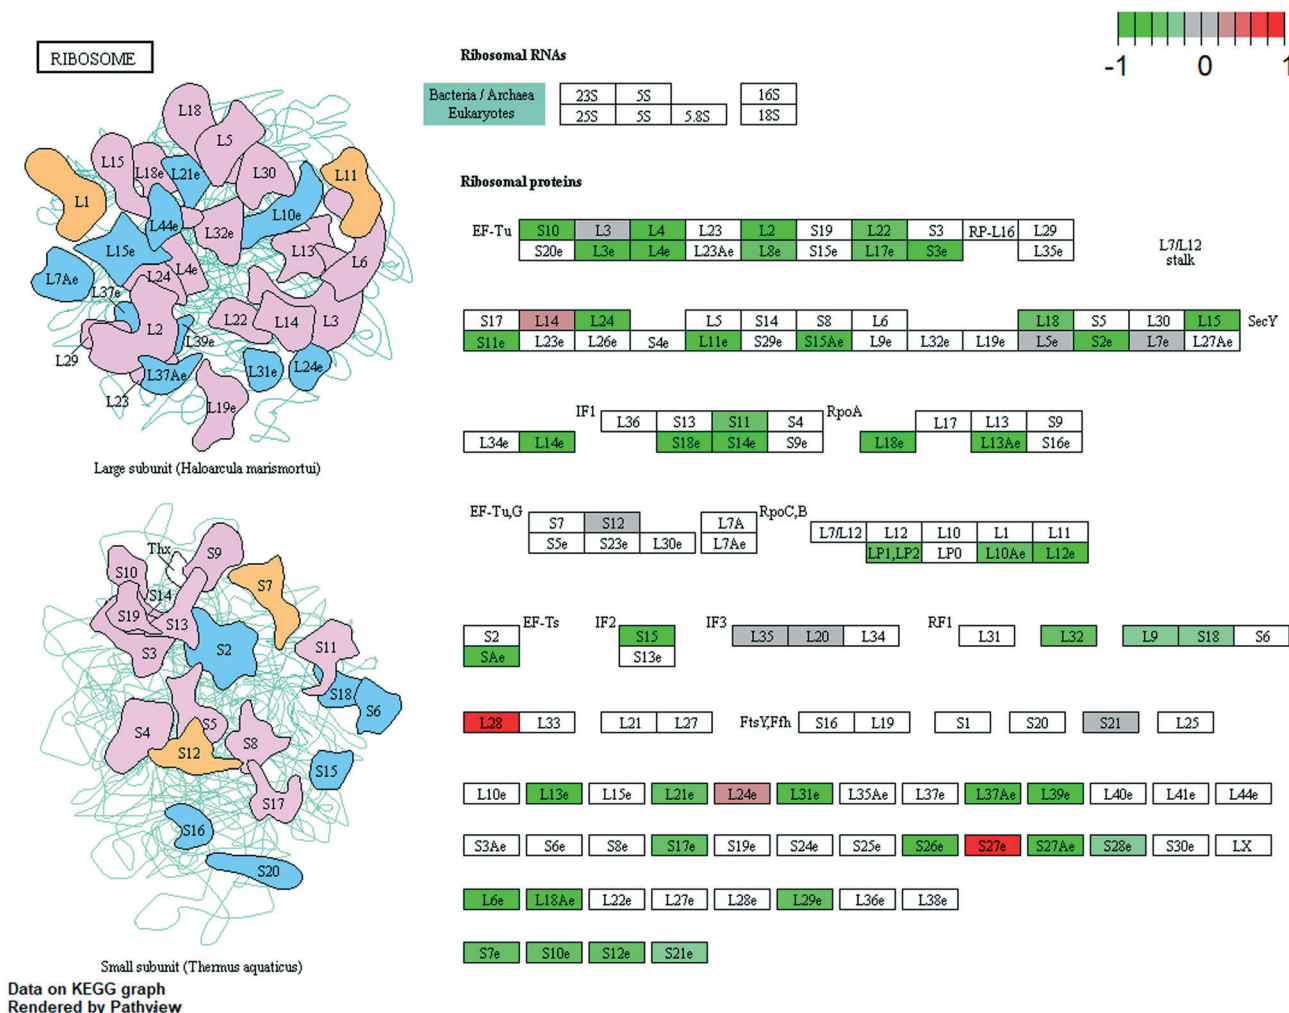 RIBOSOME
Ribosomal RNAs
-1 0 1
Bacteria / Archaea 23S 5S 16S
Eukaryotes 25S 5S 5.8S 18S
L18
L5
L15
L18e
L21e
L30
L11
L1
L44e
L32e
L10e
L15e
L13
L6
L7Ae
L24
L4e
L37e
L2
L22
L14
L3
L39e
L29
L37Ae
L31e
L24e
L23
L19e
Large subunit (Haloarcula marismortui)
Thx
S9
S10
S14
S7
S19
S13
S3
S2
S11
S18
S6
S4
S5
S12
S8
S15
S17
S16
S20
Small subunit (Thermus aquaticus)
Data on KEGG graph
Rendered by Pathview
Ribosomal proteins
EF-Tu S10 L3 L4 L23 L2 S19 L22 S3 RP-L16 L29
S20e L3e L4e L23Ae L8e S15e L17e S3e L35e
L7/L12
stalk
S17 L14 L24 L5 S14 S8 L6 L18 S5 L30 L15 SecY
S11e L23e L26e S4e L11e S29e S15Ae L9e L32e L19e L5e S2e L7e L27Ae
IF1 L36 S13 S11 S4 RpoA L17 L13 S9
L34e L14e S18e S14e S9e L18e L13Ae S16e
EF-Tu,G S7 S12 L7A RpoC,B L7/L12 L12 L10 L1 L11
S5e S23e L30e L7Ae LP1,LP2 LP0 L10Ae L12e
S2 EF-Ts IF2 S15 IF3 L35 L20 L34 RF1 L31 L32 L9 S18 S6
SAe S13e
L28 L33 L21 L27 FtsY,Ffh S16 L19 S1 S20 S21 L25
L10e L13e L15e L21e L24e L31e L35Ae L37e L37Ae L39e L40e L41e L44e
S3Ae S6e S8e S17e S19e S24e S25e S26e S27e S27Ae S28e S30e LX
L6e L18Ae L22e L27e L28e L29e L36e L38e
S7e S10e S12e S21e